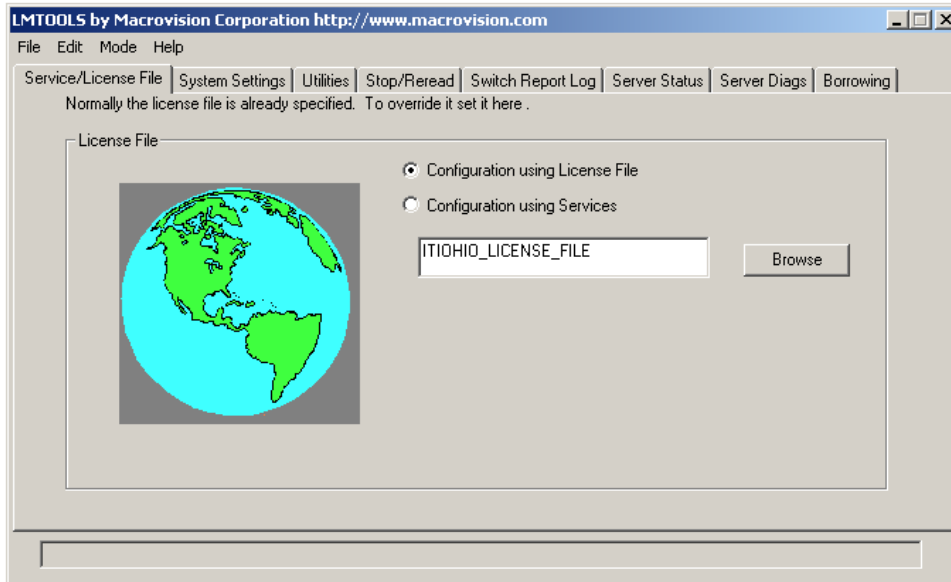 LMTOOLS by Macrovision Corporation http://www.macrovision.com
File Edit Mode Help
Service/License File System Settings Utilities Stop/Reread Switch Report Log Server Status Server Diags Borrowing
Normally the license file is already specified. To override it set it here .
License File
Configuration using License File
Configuration using Services
ITIOHIO_LICENSE_FILE
Browse